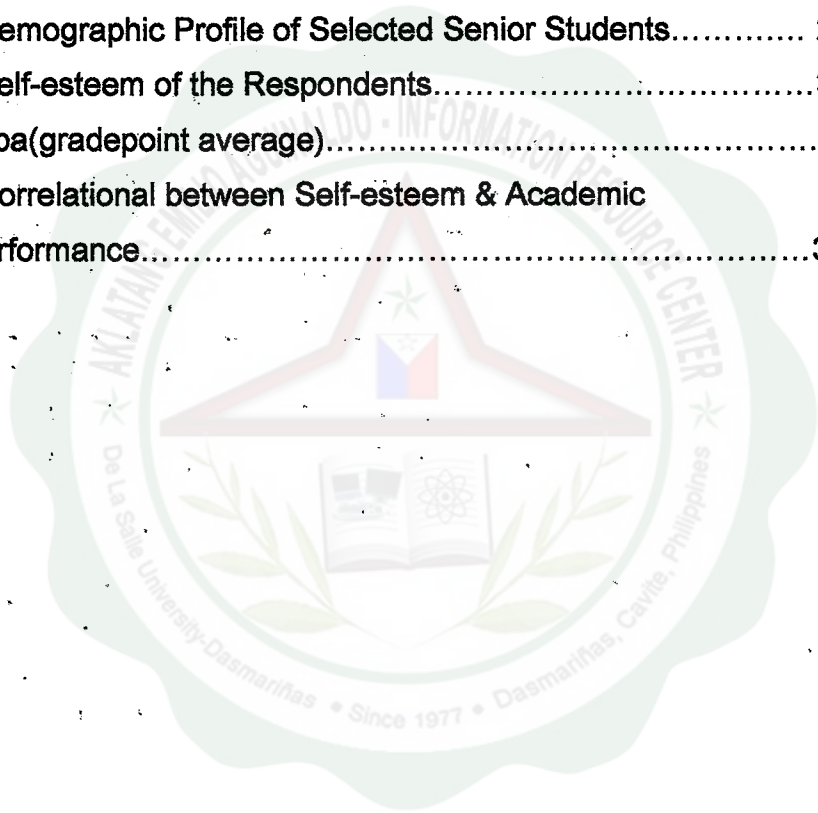 emographic Profile of Selected Senior Students.............
elf-esteem of the Respondents......................................
pa(gradepoint average)..................................................
orrelational between Self-esteem & Academic
rformance....................................................................3
AKLATANG EMILIO AGUINALDO - INFORMATION RESOURCE CENTER
De La Salle University-Dasmariñas • Since 1977 • Dasmariñas, Cavite, Philippines